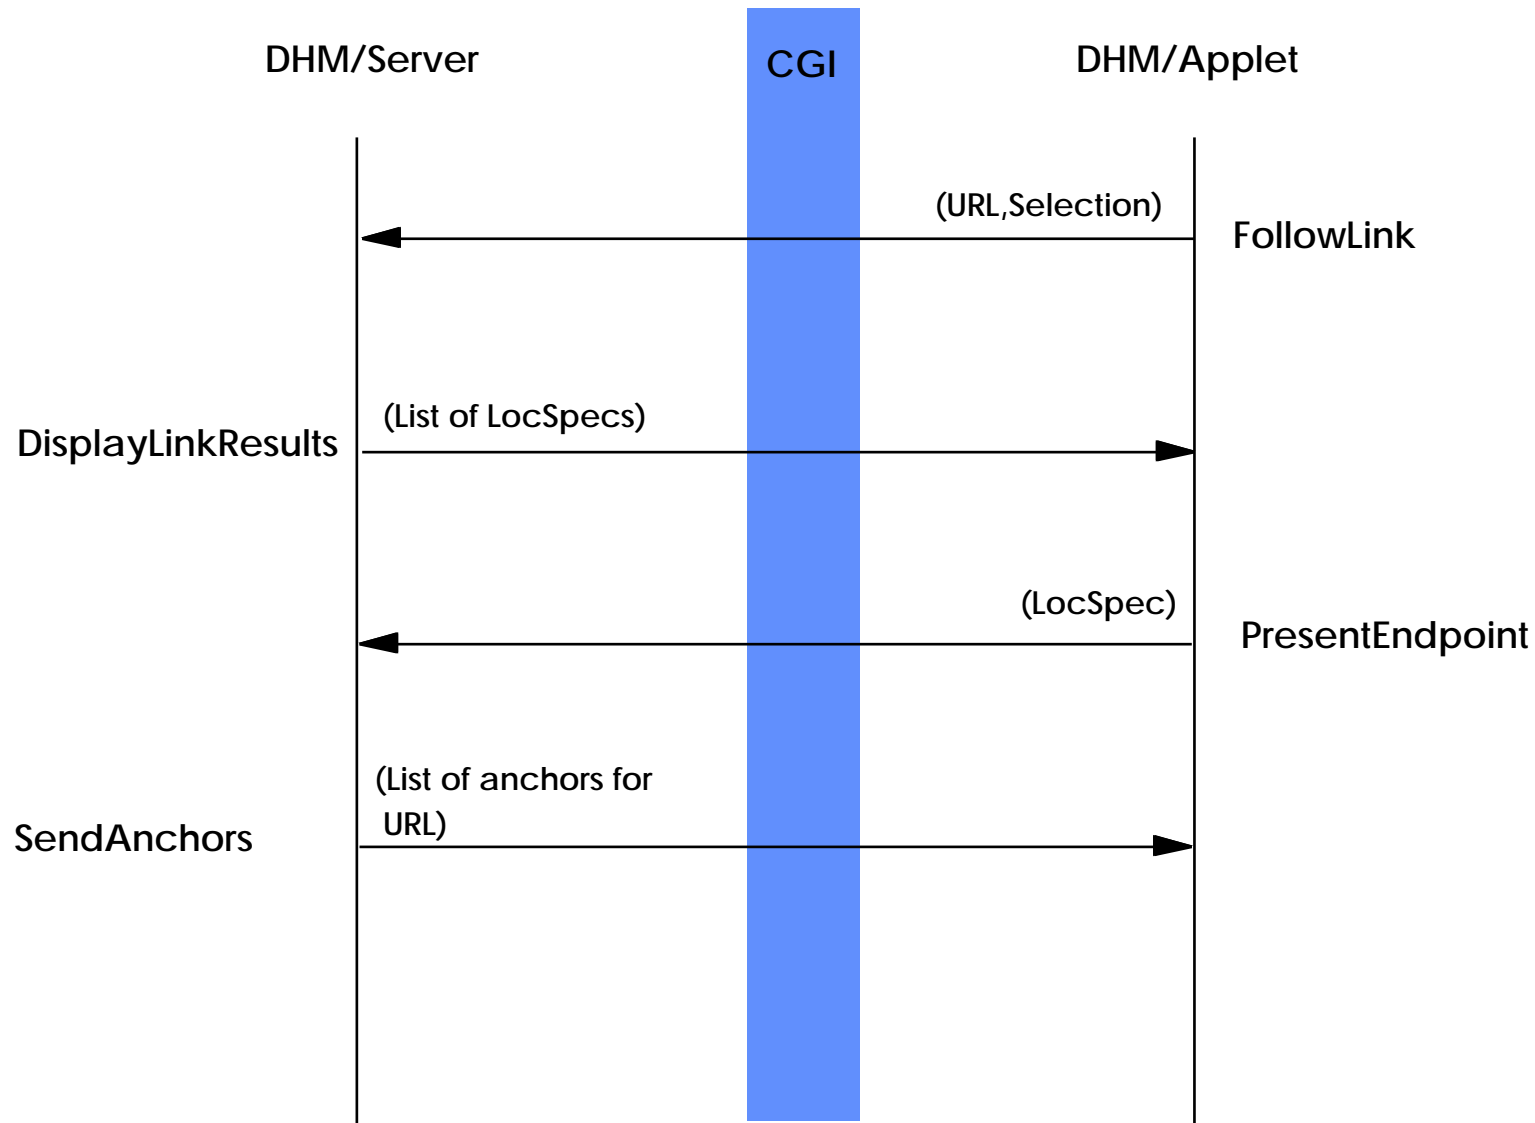 DHM/Server
CGI
DHM/Applet
(URL,Selection)
FollowLink
(List of LocSpecs)
DisplayLinkResults
(LocSpec)
PresentEndpoint
(List of anchors for
URL)
SendAnchors